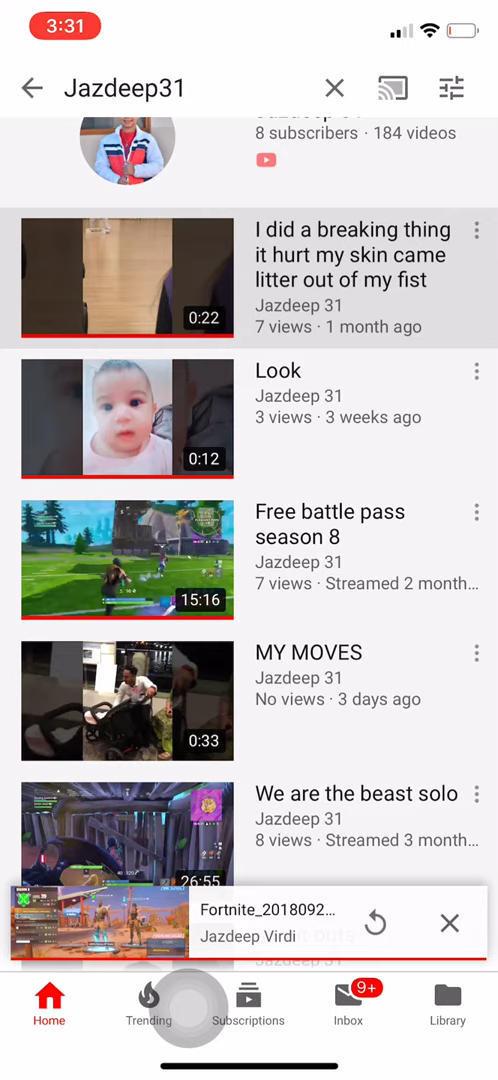 3:31
Jazdeep31
8 subscribers · 184 videos
I did a breaking thing
it hurt my skin came
litter out of my fist
Jazdeep 31
7 views · 1 month ago
0:22
Look
Jazdeep 31
3 views · 3 weeks ago
0:12
Free battle pass
season 8
Jazdeep 31
7 views · Streamed 2 month...
15:16
MY MOVES
Jazdeep 31
No views · 3 days ago
0:33
We are the beast solo
Jazdeep 31
8 views · Streamed 3 month...
26:55
Fortnite_2018092...
Jazdeep Virdi
Home
Trending
Subscriptions
9+
Inbox
Library